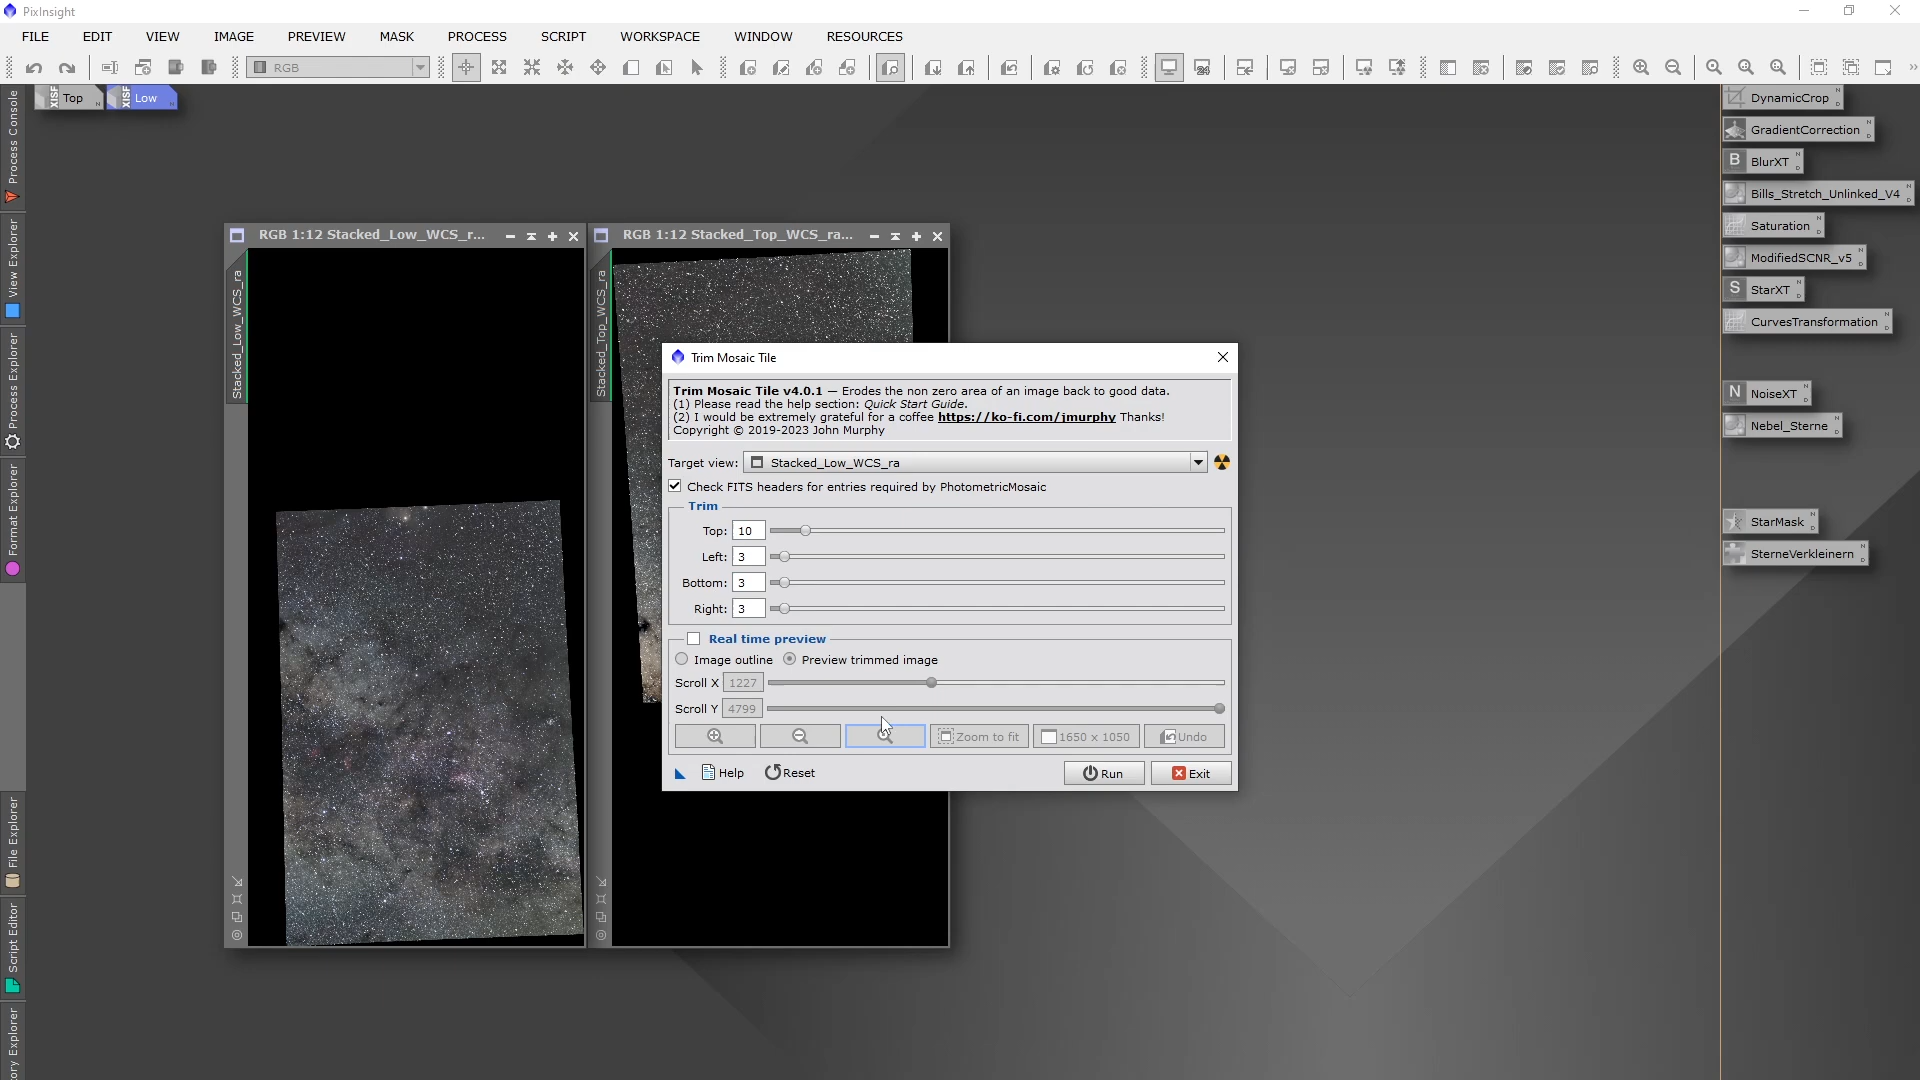 PixInsight
FILE EDIT VIEW IMAGE PREVIEW MASK PROCESS SCRIPT WORKSPACE WINDOW RESOURCES
RGB
XISF Top N
XISF Low N
Process Console
View Explorer
Process Explorer
Format Explorer
File Explorer
Script Editor
ory Explorer
RGB 1:12 Stacked_Low_WCS_r...
Stacked_Low_WCS_ra
RGB 1:12 Stacked_Top_WCS_ra...
Stacked_Top_WCS_ra
Trim Mosaic Tile
Trim Mosaic Tile v4.0.1 — Erodes the non zero area of an image back to good data.
(1) Please read the help section: Quick Start Guide.
(2) I would be extremely grateful for a coffee https://ko-fi.com/jmurphy Thanks!
Copyright © 2019-2023 John Murphy
Target view: Stacked_Low_WCS_ra
Check FITS headers for entries required by PhotometricMosaic
Trim
Top: 10
Left: 3
Bottom: 3
Right: 3
Real time preview
Image outline Preview trimmed image
Scroll X 1227
Scroll Y 4799
Zoom to fit 1650 x 1050 Undo
Help Reset Run Exit
DynamicCrop N D
GradientCorrection N D
B BlurXT N D
Bills_Stretch_Unlinked_V4 N D
Saturation N D
ModifiedSCNR_v5 N D
S StarXT N D
CurvesTransformation N D
N NoiseXT N D
Nebel_Sterne N D
StarMask N D
SterneVerkleinern N D